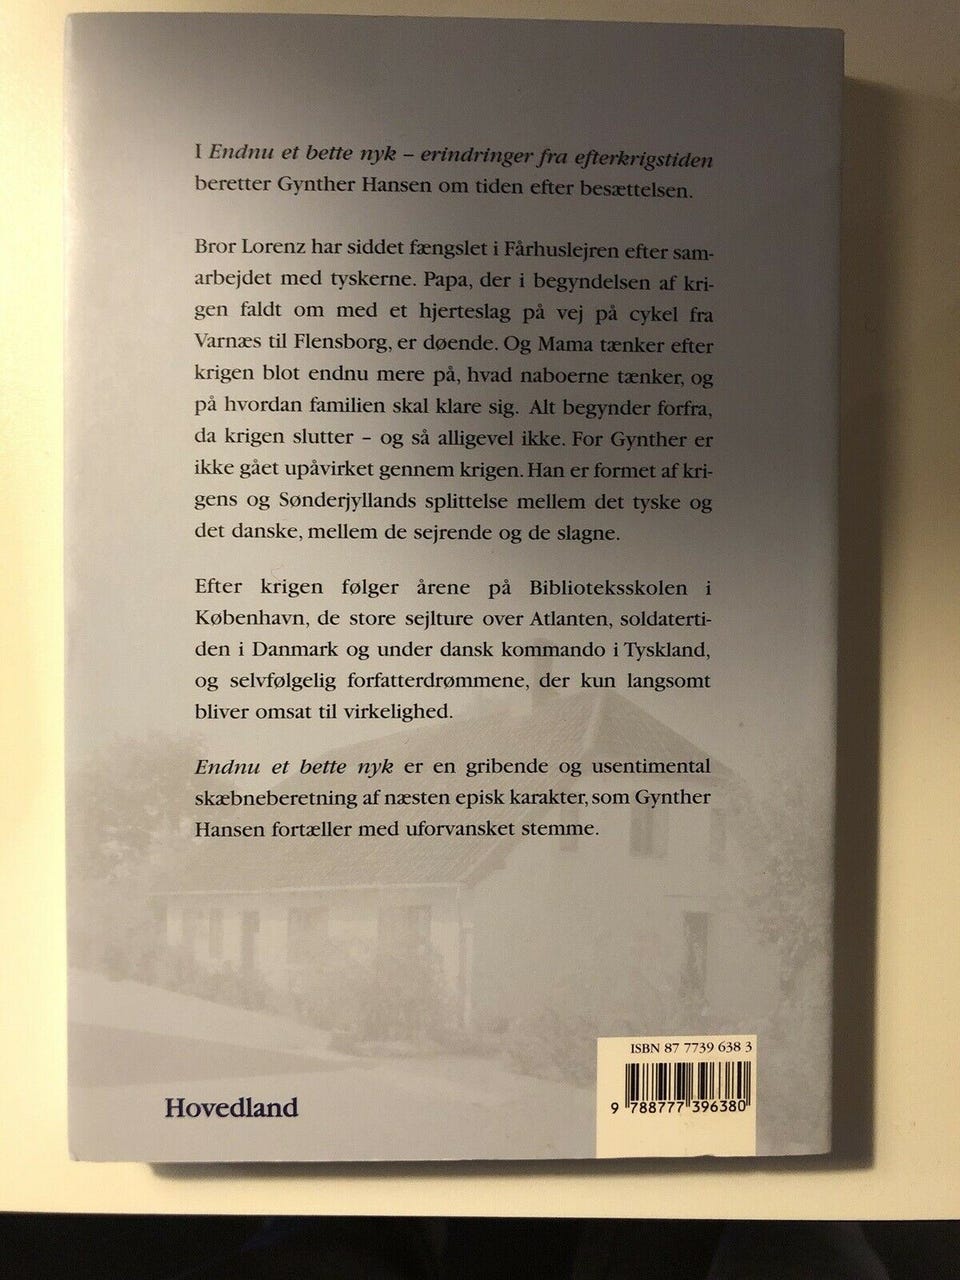 I Endnu et bette nyk – erindringer fra efterkrigstiden
beretter Gynther Hansen om tiden efter besættelsen.
Bror Lorenz har siddet fængslet i Fårhuslejren efter sam-
arbejdet med tyskerne. Papa, der i begyndelsen af kri-
gen faldt om med et hjerteslag på vej på cykel fra
Varnæs til Flensborg, er døende. Og Mama tænker efter
krigen blot endnu mere på, hvad naboerne tænker, og
på hvordan familien skal klare sig. Alt begynder forfra,
da krigen slutter – og så alligevel ikke. For Gynther er
ikke gået upåvirket gennem krigen. Han er formet af kri-
gens og Sønderjyllands splittelse mellem det tyske og
det danske, mellem de sejrende og de slagne.
Efter krigen følger årene på Biblioteksskolen i
København, de store sejlture over Atlanten, soldaterti-
den i Danmark og under dansk kommando i Tyskland,
og selvfølgelig forfatterdrømmene, der kun langsomt
bliver omsat til virkelighed.
Endnu et bette nyk er en gribende og usentimental
skæbneberetning af næsten episk karakter, som Gynther
Hansen fortæller med uforvansket stemme.
ISBN 87 7739 638 3
9 788777 396380
Hovedland